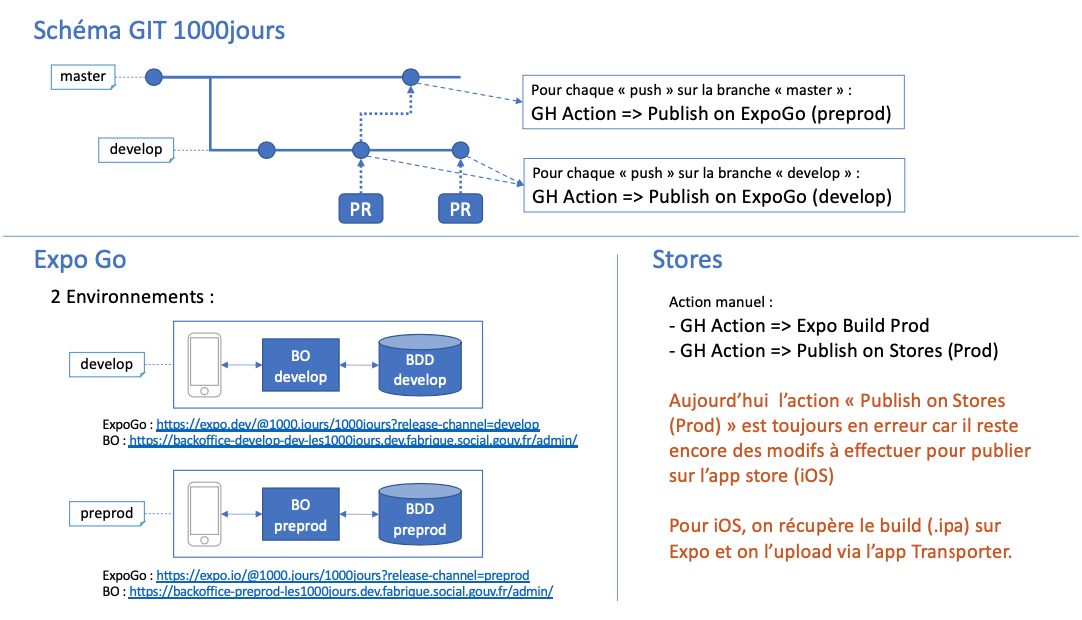 Schéma GIT 1000jours
master
Pour chaque « push » sur la branche « master » :
GH Action => Publish on ExpoGo (preprod)
develop
Pour chaque « push » sur la branche « develop » :
GH Action => Publish on ExpoGo (develop)
PR
PR
Expo Go
2 Environnements :
develop
BO
develop
BDD
develop
ExpoGo : https://expo.dev/@1000.jours/1000jours?release-channel=develop
BO : https://backoffice-develop-dev-les1000jours.dev.fabrique.social.gouv.fr/admin/
preprod
BO
preprod
BDD
preprod
ExpoGo : https://expo.io/@1000.jours/1000jours?release-channel=preprod
BO : https://backoffice-preprod-les1000jours.dev.fabrique.social.gouv.fr/admin/
Stores
Action manuel :
- GH Action => Expo Build Prod
- GH Action => Publish on Stores (Prod)
Aujourd’hui l’action « Publish on Stores
(Prod) » est toujours en erreur car il reste
encore des modifs à effectuer pour publier
sur l’app store (iOS)
Pour iOS, on récupère le build (.ipa) sur
Expo et on l’upload via l’app Transporter.